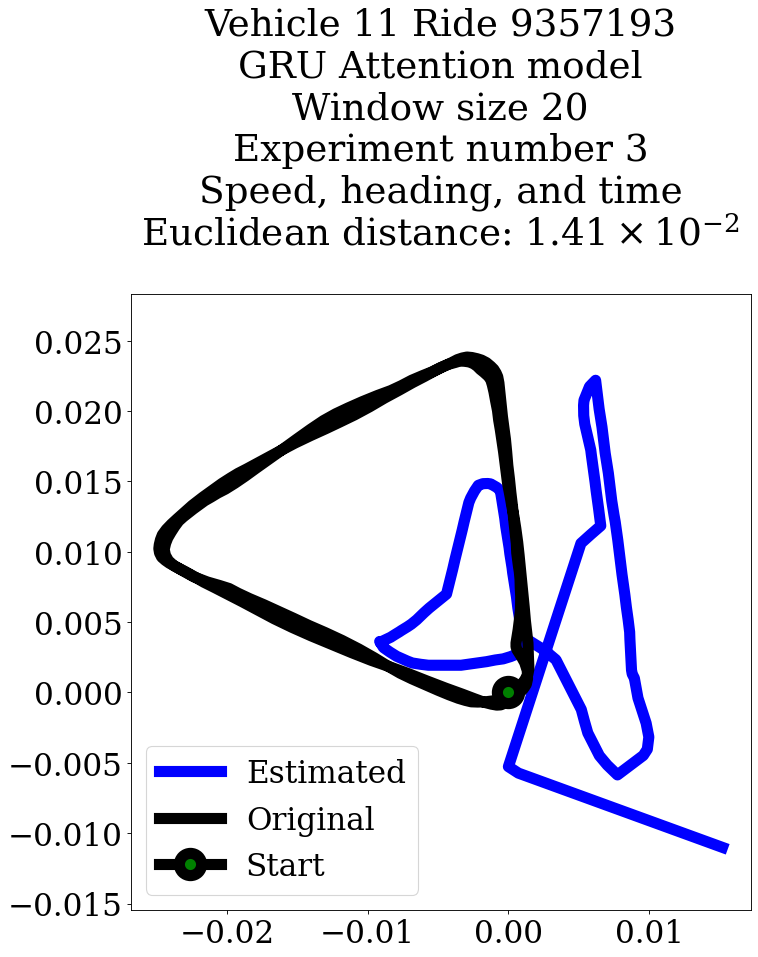 Vehicle 11 Ride 9357193
GRU Attention model
Window size 20
Experiment number 3
Speed, heading, and time
Euclidean distance: 1.41 × 10⁻²
0.025
0.020
0.015
0.010
0.005
0.000
−0.005
−0.010
−0.015
Estimated
Original
Start
−0.02 −0.01 0.00 0.01